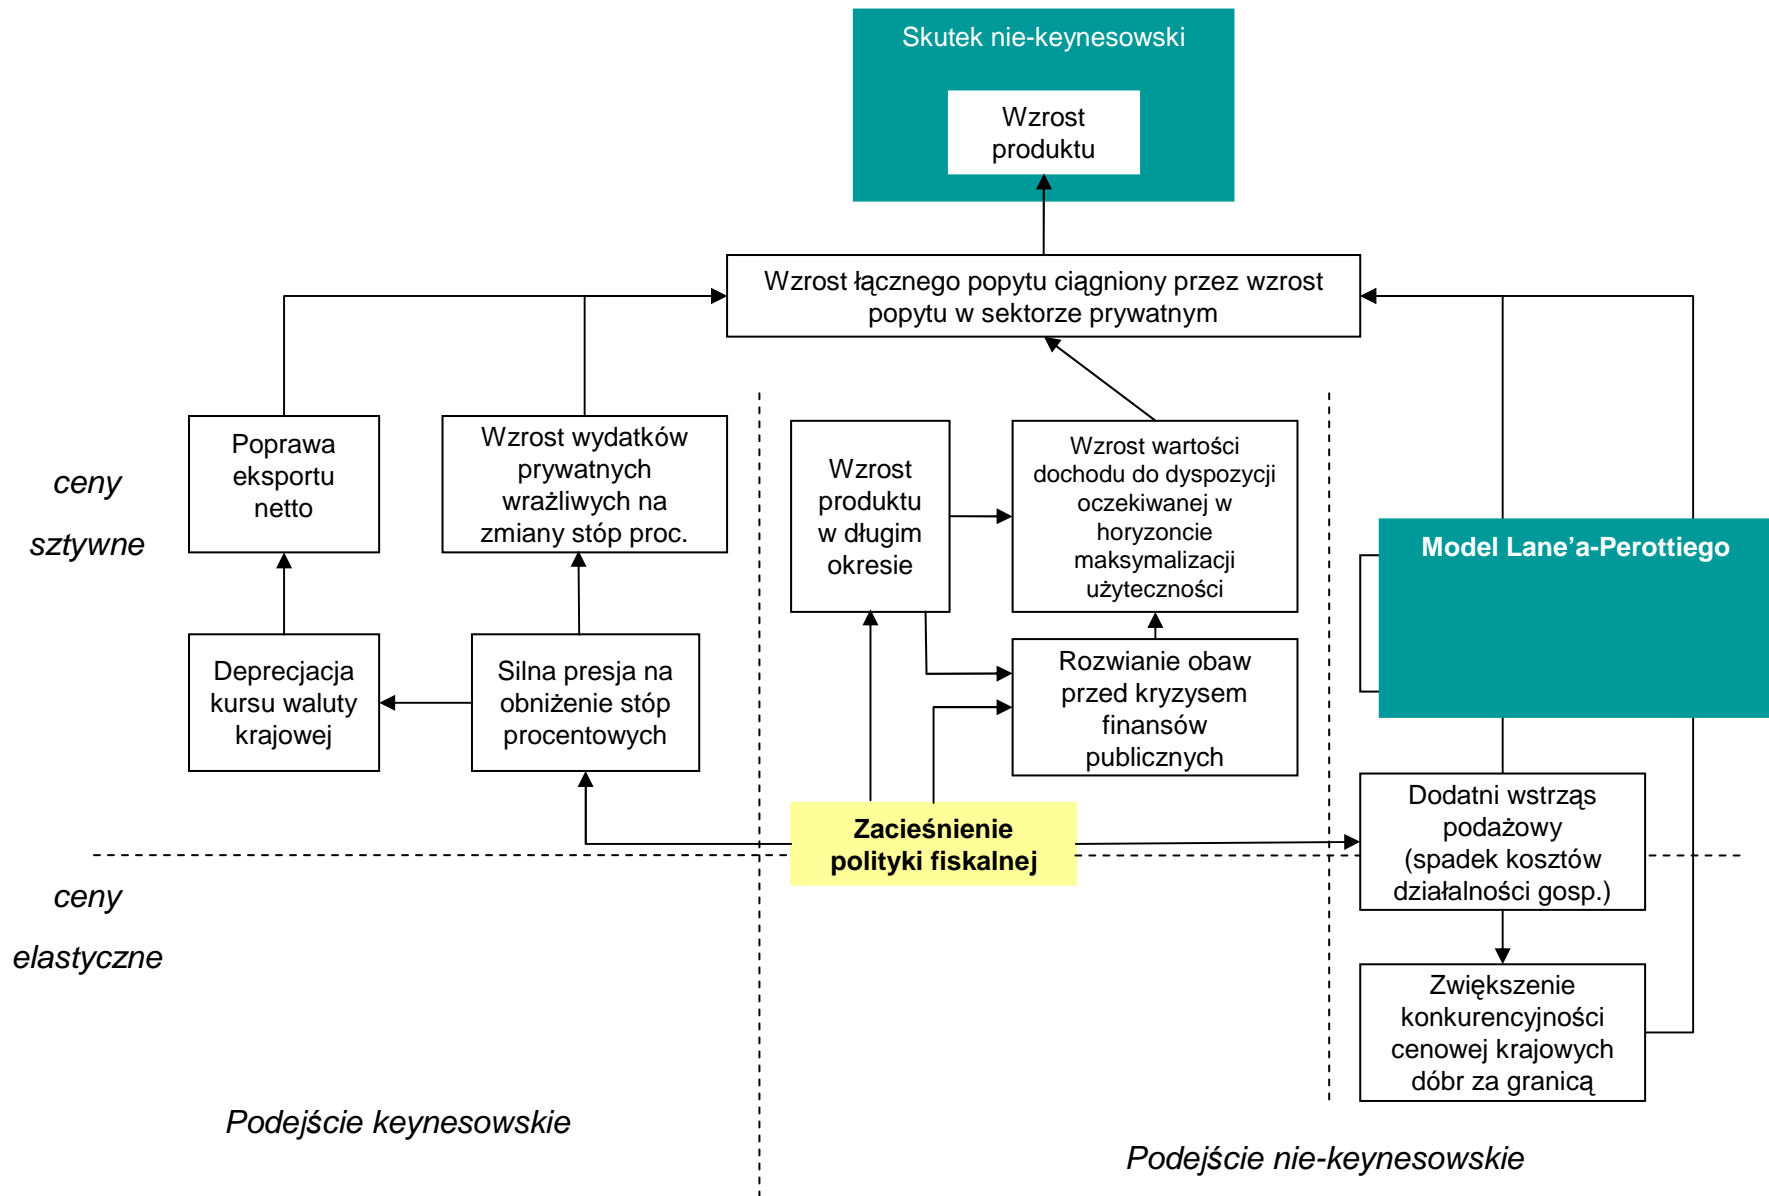 Skutek nie-keynesowski
Wzrost
produktu
Wzrost łącznego popytu ciągniony przez wzrost
popytu w sektorze prywatnym
ceny
sztywne
Poprawa
eksportu
netto
Wzrost wydatków
prywatnych
wrażliwych na
zmiany stóp proc.
Wzrost
produktu
w długim
okresie
Wzrost wartości
dochodu do dyspozycji
oczekiwanej w
horyzoncie
maksymalizacji
użyteczności
Model Lane’a-Perottiego
Deprecjacja
kursu waluty
krajowej
Silna presja na
obniżenie stóp
procentowych
Rozwianie obaw
przed kryzysem
finansów
publicznych
Zacieśnienie
polityki fiskalnej
Dodatni wstrząs
podażowy
(spadek kosztów
działalności gosp.)
ceny
elastyczne
Zwiększenie
konkurencyjności
cenowej krajowych
dóbr za granicą
Podejście keynesowskie
Podejście nie-keynesowskie